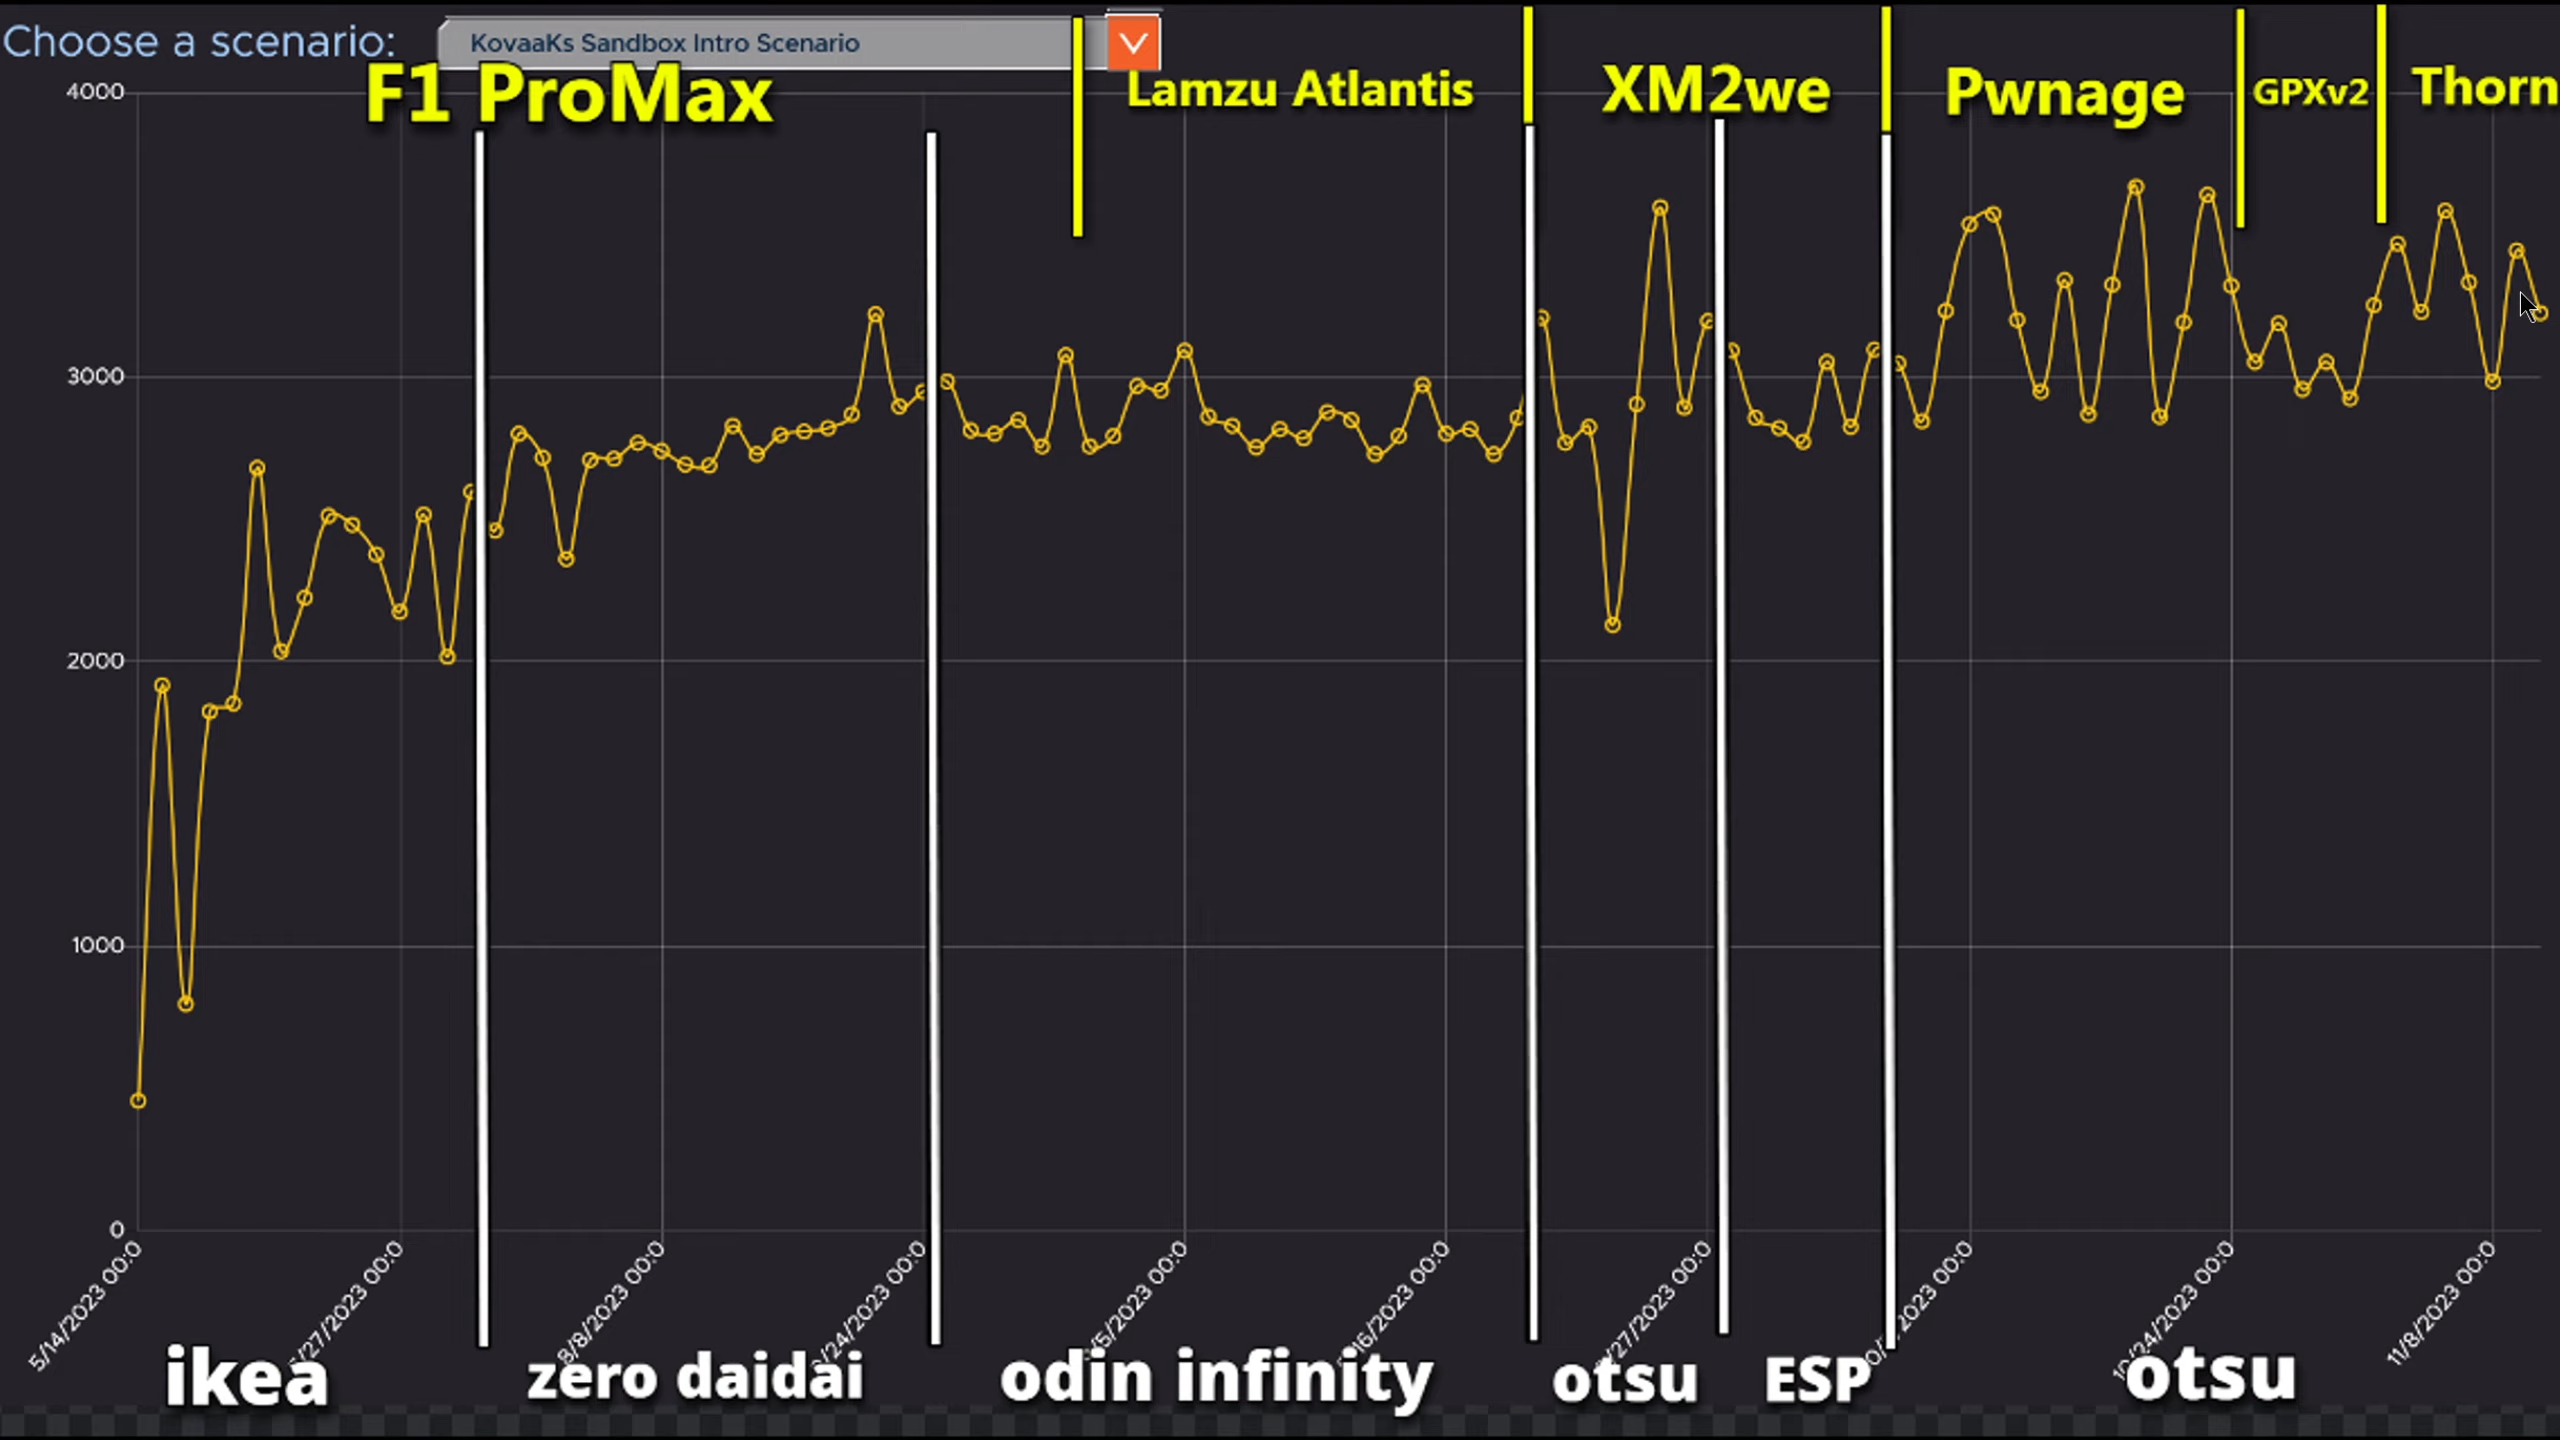 Choose a scenario:
KovaaKs Sandbox Intro Scenario
F1 ProMax
Lamzu Atlantis
XM2we
Pwnage
GPXv2
Thorn
4000
3000
2000
1000
0
5/14/2023 00:0
/27/2023 00:0
8/8/2023 00:0
/24/2023 00:0
/5/2023 00:0
/16/2023 00:0
/27/2023 00:0
/2023 00:0
10/24/2023 00:0
11/8/2023 00:0
ikea
zero daidai
odin infinity
otsu
ESP
otsu